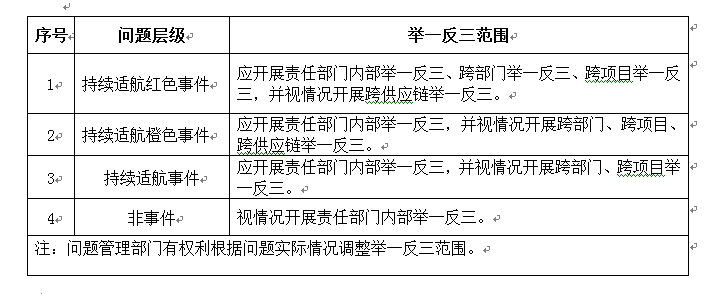 序号 问题层级 举一反三范围
1 持续适航红色事件 应开展责任部门内部举一反三、跨部门举一反三、跨项目举一反
三，并视情况开展跨供应链举一反三。
2 持续适航橙色事件 应开展责任部门内部举一反三，并视情况开展跨部门、跨项目、
跨供应链举一反三。
3 持续适航事件 应开展责任部门内部举一反三，并视情况开展跨部门、跨项目举
一反三。
4 非事件 视情况开展责任部门内部举一反三。
注：问题管理部门有权利根据问题实际情况调整举一反三范围。